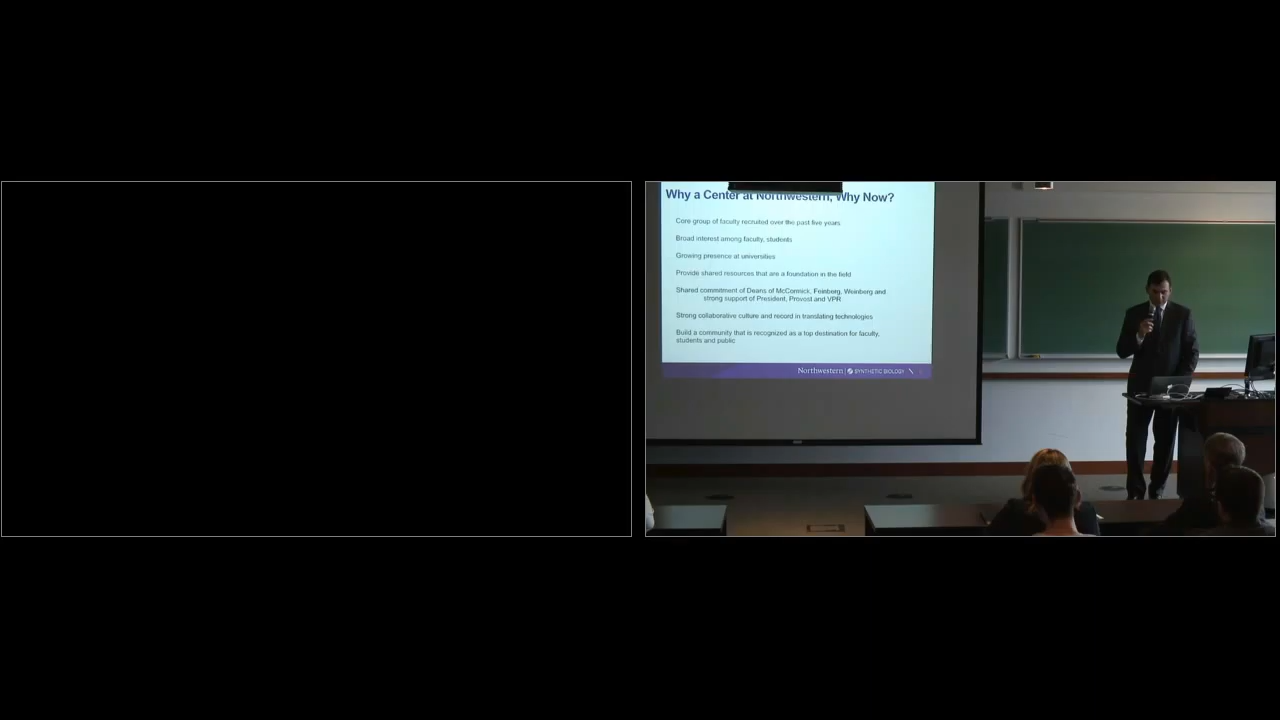 Why a Center at Northwestern, Why Now?
Core group of faculty recruited over the past five years
Broad interest among faculty, students
Growing presence at universities
Provide shared resources that are a foundation in the field
Shared commitment of Deans of McCormick, Feinberg, Weinberg and
strong support of President, Provost and VPR
Strong collaborative culture and record in translating technologies
Build a community that is recognized as a top destination for faculty,
students and public
Northwestern | SYNTHETIC BIOLOGY